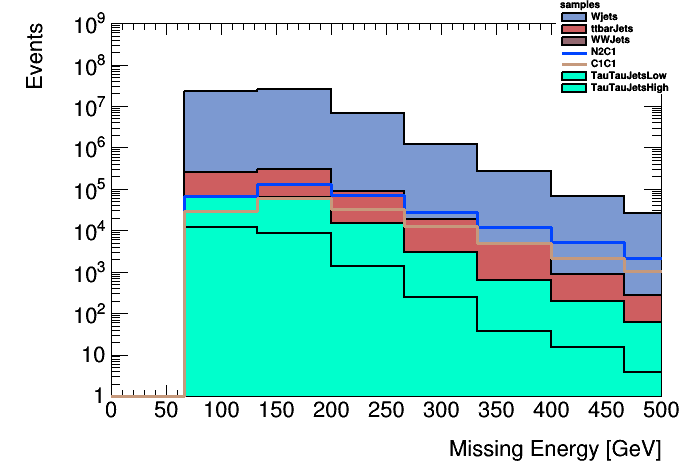 samples
Wjets
ttbarJets
WWJets
N2C1
C1C1
TauTauJetsLow
TauTauJetsHigh
Events
10⁹
10⁸
10⁷
10⁶
10⁵
10⁴
10³
10²
10
1
0 50 100 150 200 250 300 350 400 450 500
Missing Energy [GeV]